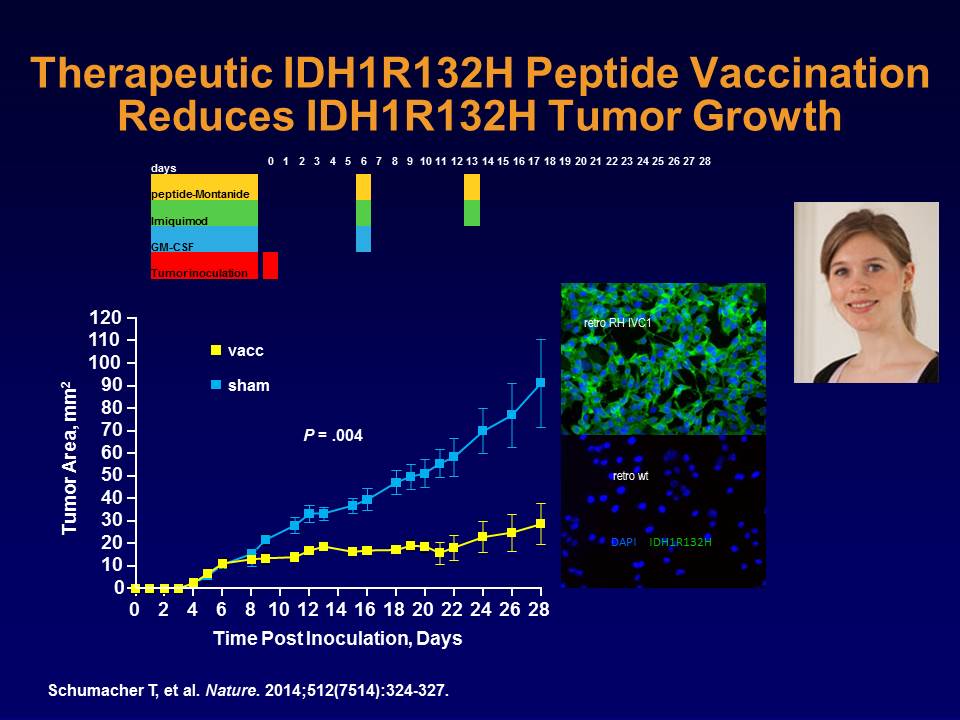 Therapeutic IDH1R132H Peptide Vaccination
Reduces IDH1R132H Tumor Growth
days 0 1 2 3 4 5 6 7 8 9 10 11 12 13 14 15 16 17 18 19 20 21 22 23 24 25 26 27 28
peptide-Montanide
Imiquimod
GM-CSF
Tumor inoculation
120
110
100
90
80
70
60
50
40
30
20
10
0
Tumor Area, mm2
vacc
sham
P = .004
0 2 4 6 8 10 12 14 16 18 20 22 24 26 28
Time Post Inoculation, Days
retro RH IVC1
retro wt
DAPI IDH1R132H
Schumacher T, et al. Nature. 2014;512(7514):324-327.